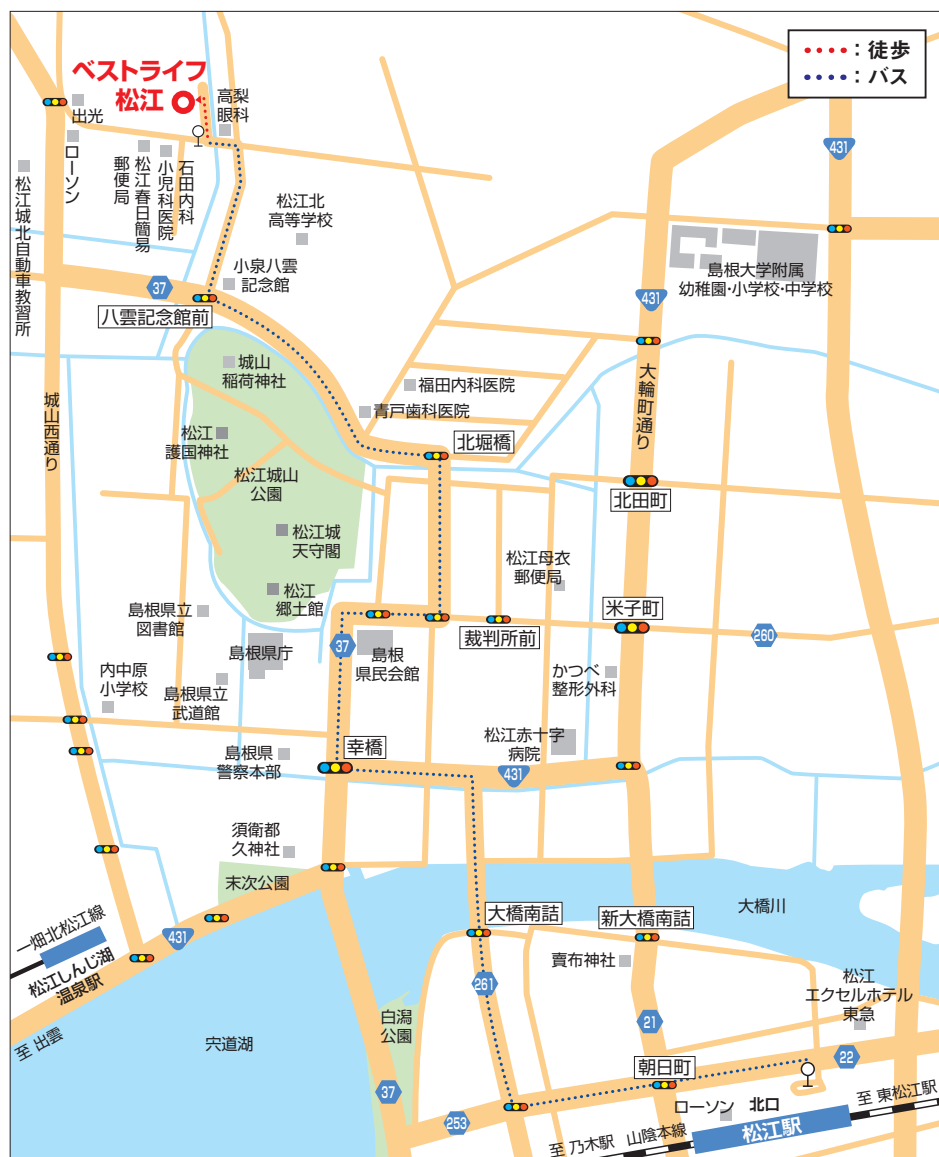 ‥‥：徒歩
‥‥：バス
ベストライフ
松江
出光
ローソン
高梨
眼科
石田内科
小児科医院
松江春日簡易
郵便局
松江城北自動車教習所
松江北
高等学校
小泉八雲
記念館
37
八雲記念館前
431
431
島根大学附属
幼稚園・小学校・中学校
城山
稲荷神社
福田内科医院
青戸歯科医院
大輪町通り
城山西通り
松江
護国神社
松江城山
公園
北堀橋
北田町
松江城
天守閣
松江母衣
郵便局
松江
郷土館
島根県立
図書館
裁判所前
米子町
260
37
島根県庁
島根
県民会館
内中原
小学校
島根県立
武道館
かつべ
整形外科
松江赤十字
病院
島根県
警察本部
幸橋
431
須衛都
久神社
末次公園
大橋川
大橋南詰
新大橋南詰
一畑北松江線
松江しんじ湖
温泉駅
431
賣布神社
261
松江
エクセルホテル
東急
至 出雲
宍道湖
白潟
公園
21
朝日町
22
37
253
ローソン
北口
至 東松江駅
至 乃木駅
山陰本線
松江駅